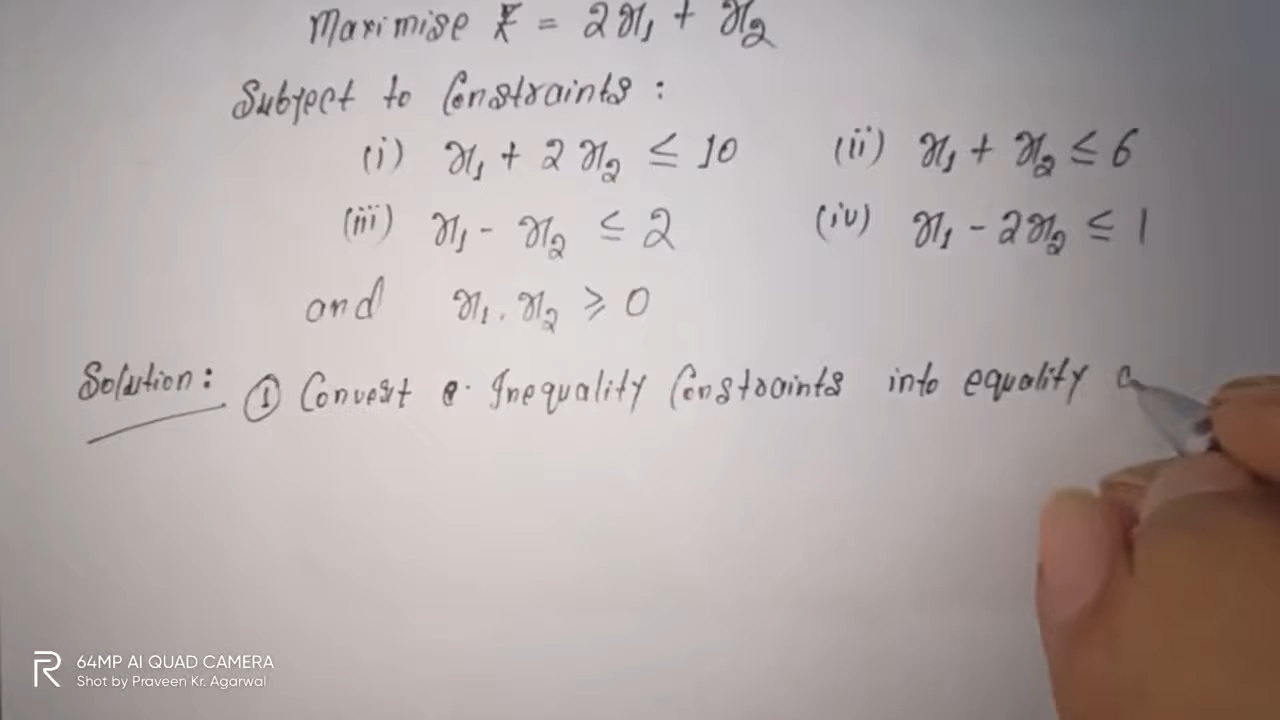 Maximise Z = 2x₁ + x₂
Subject to Constraints :
(i) x₁ + 2x₂ ≤ 10 (ii) x₁ + x₂ ≤ 6
(iii) x₁ - x₂ ≤ 2 (iv) x₁ - 2x₂ ≤ 1
and x₁, x₂ ≥ 0
Solution : ① Convert Inequality Constraints into equality
R 64MP AI QUAD CAMERA
Shot by Praveen Kr. Agarwal